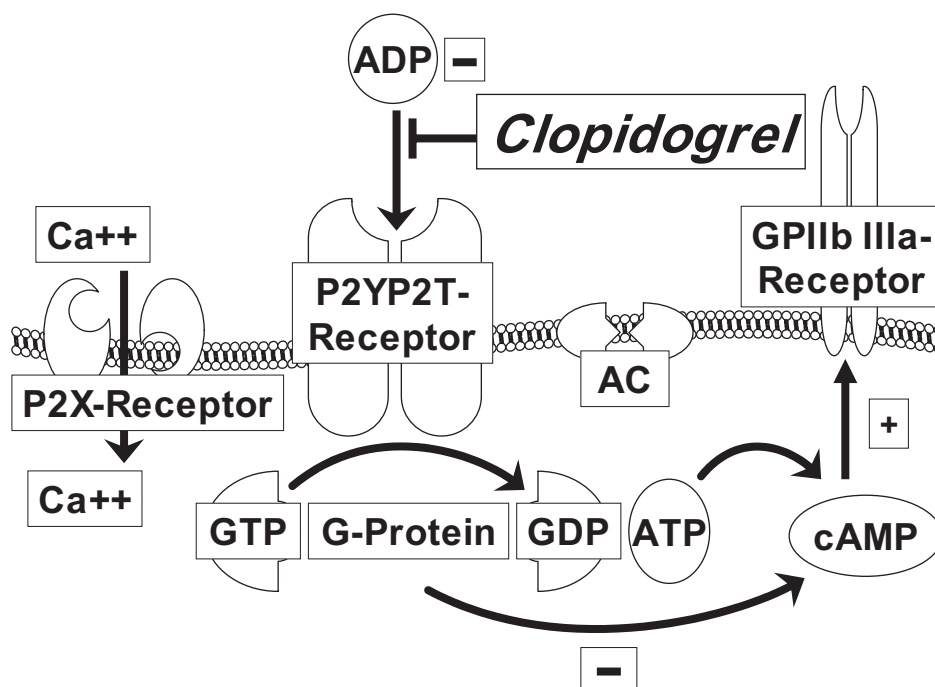 ADP
−
Clopidogrel
Ca++
GPIIb IIIa-
Receptor
P2YP2T-
Receptor
AC
P2X-Receptor
+
Ca++
GTP
G-Protein
GDP
ATP
cAMP
−